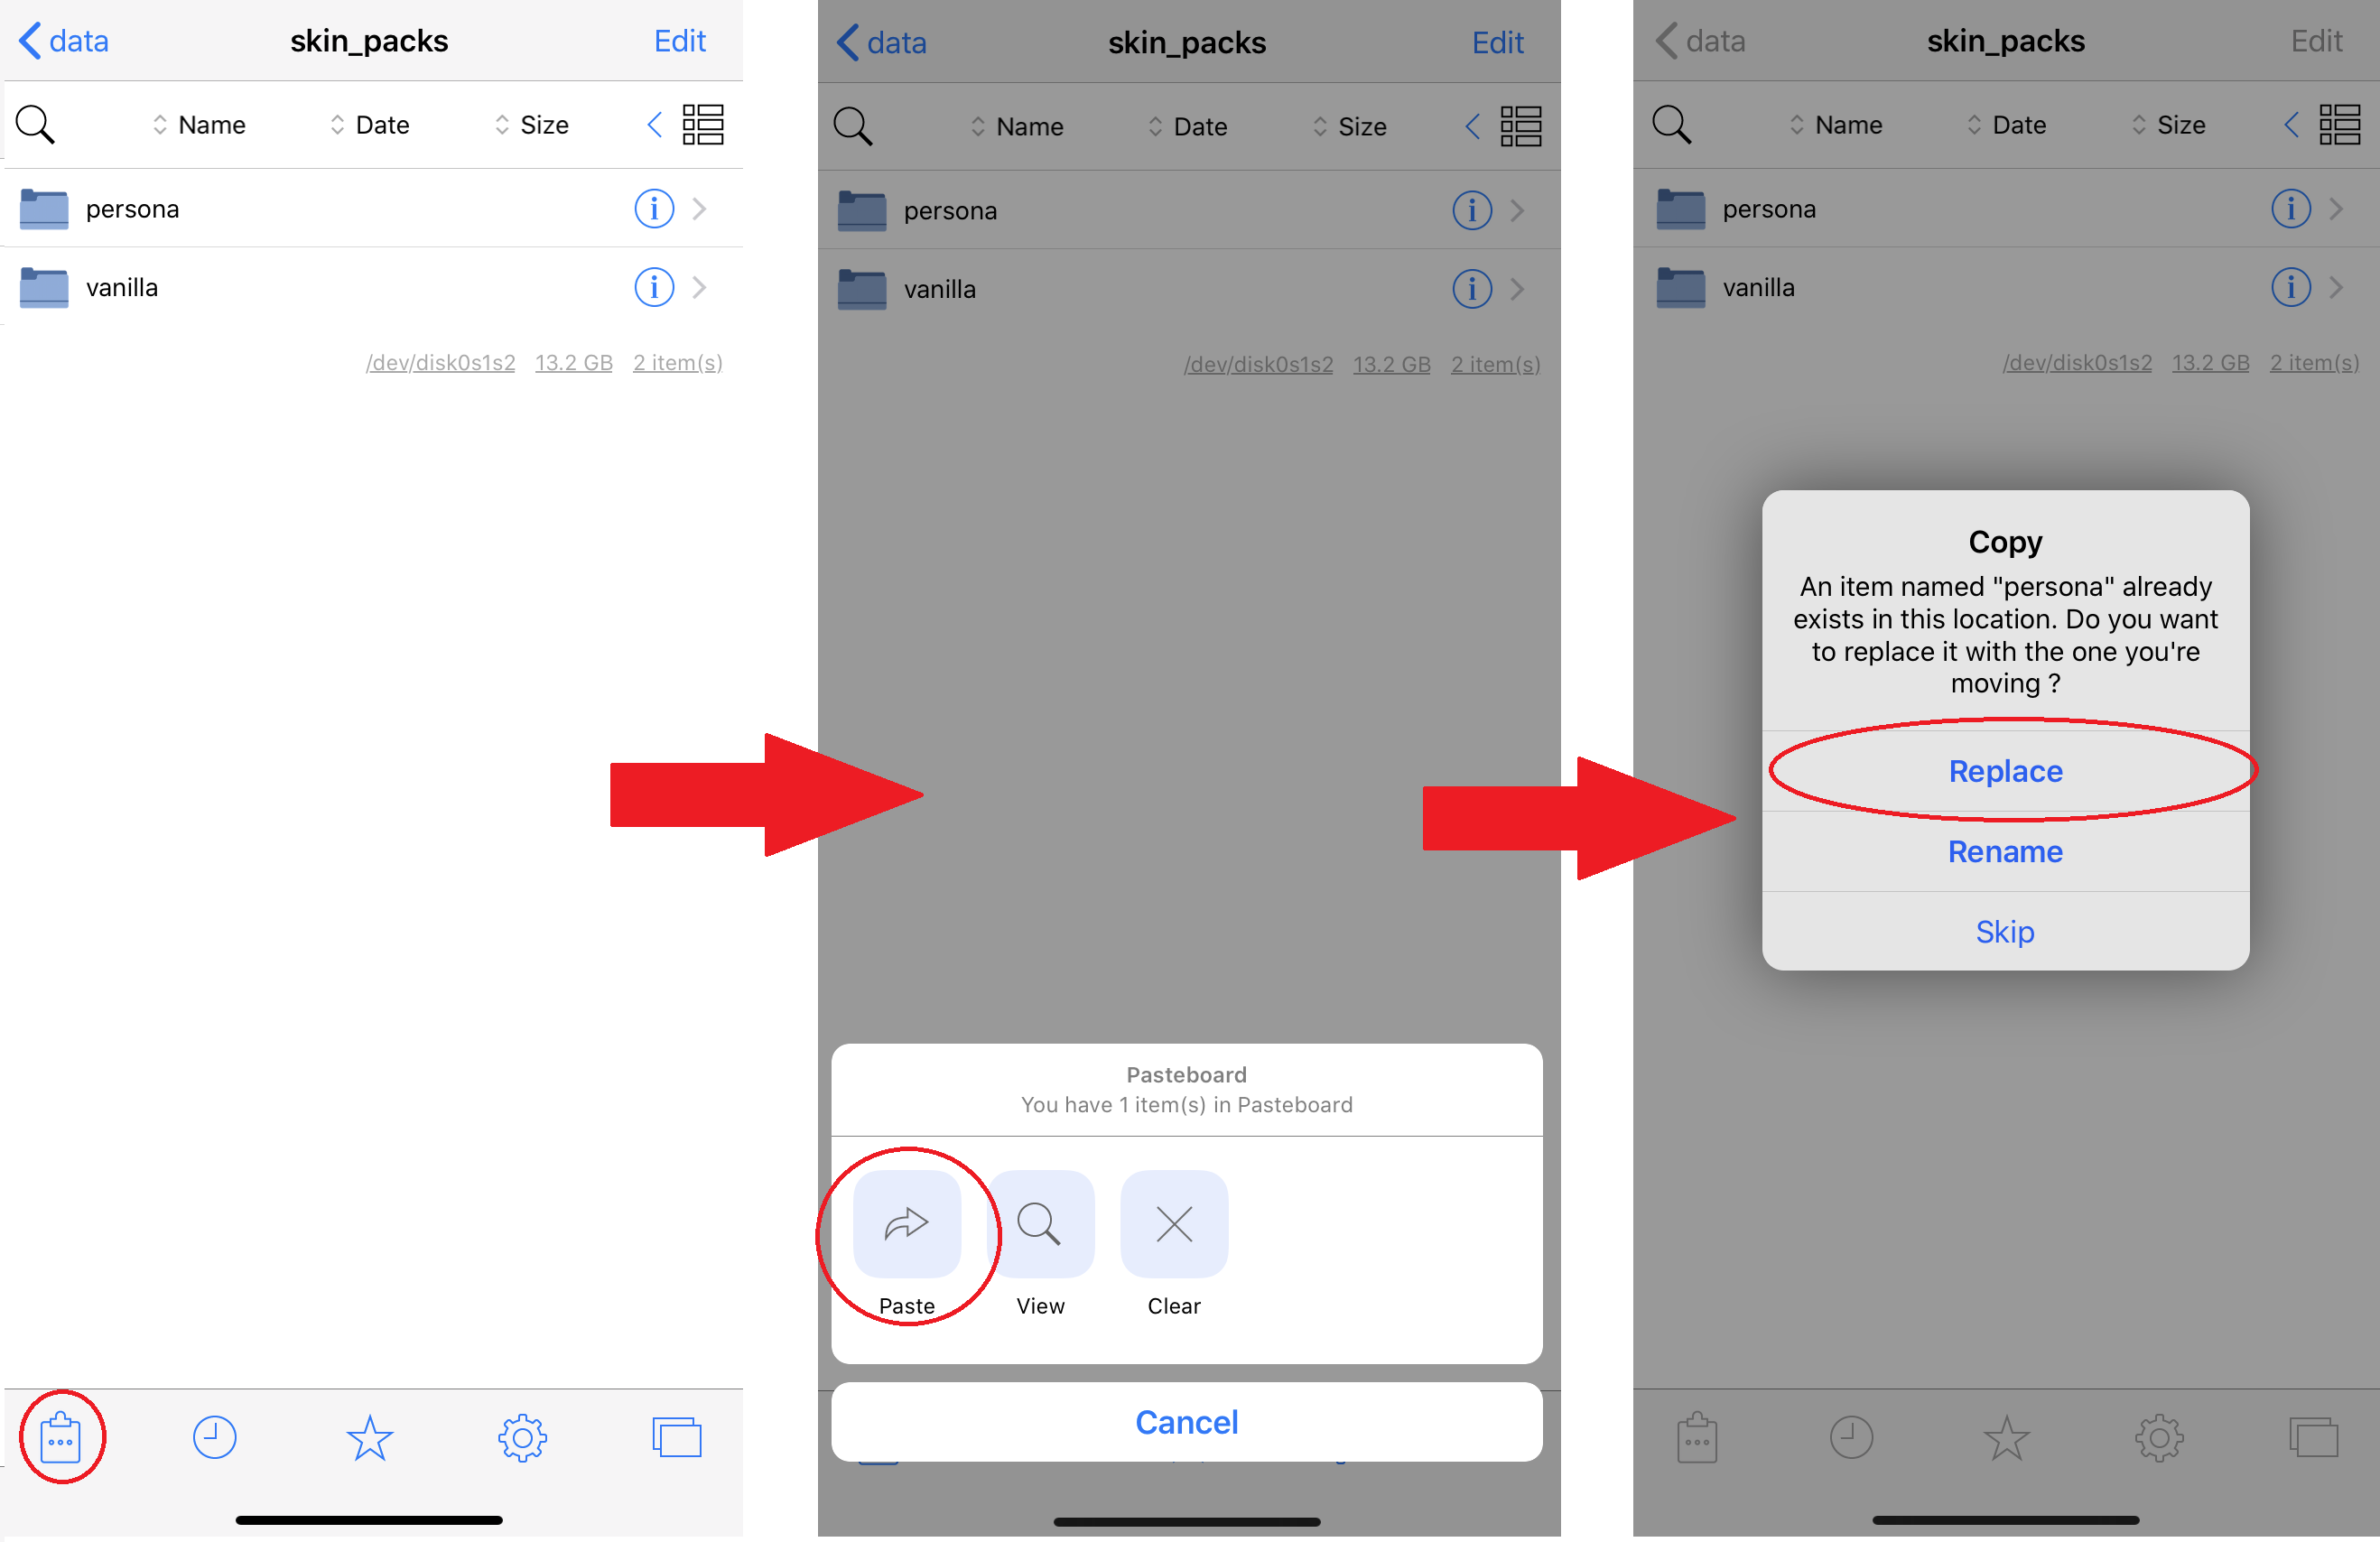 data skin_packs Edit
Name Date Size
persona
vanilla
/dev/disk0s1s2 13.2 GB 2 item(s)
data skin_packs Edit
Name Date Size
persona
vanilla
/dev/disk0s1s2 13.2 GB 2 item(s)
Pasteboard
You have 1 item(s) in Pasteboard
Paste View Clear
Cancel
data skin_packs Edit
Name Date Size
persona
vanilla
/dev/disk0s1s2 13.2 GB 2 item(s)
Copy
An item named "persona" already
exists in this location. Do you want
to replace it with the one you're
moving ?
Replace
Rename
Skip